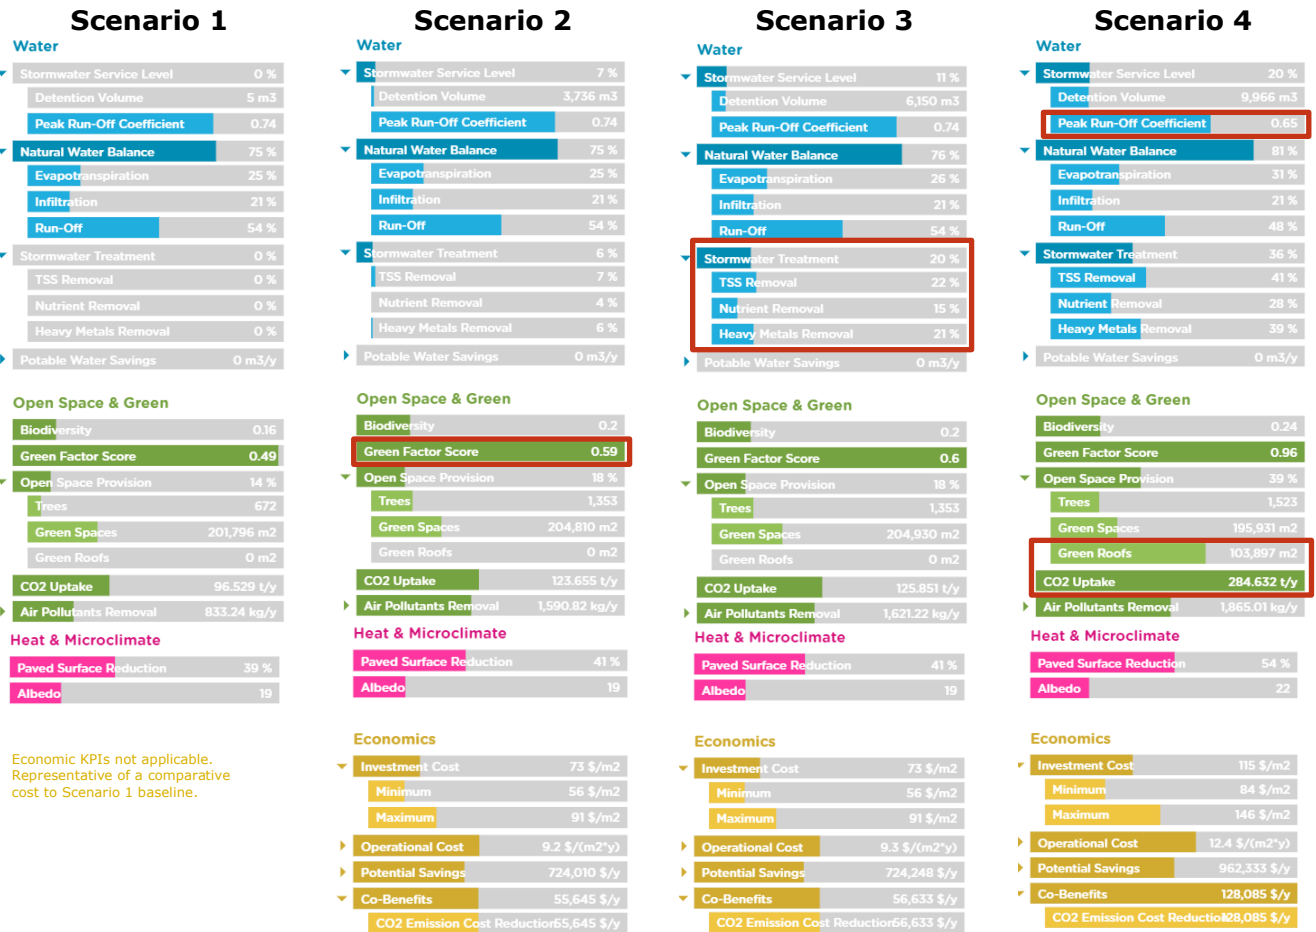 Scenario 1
Water
Stormwater Service Level 0 %
Detention Volume 5 m3
Peak Run-Off Coefficient 0.74
Natural Water Balance 75 %
Evapotranspiration 25 %
Infiltration 21 %
Run-Off 54 %
Stormwater Treatment 0 %
TSS Removal 0 %
Nutrient Removal 0 %
Heavy Metals Removal 0 %
Potable Water Savings 0 m3/y
Open Space & Green
Biodiversity 0.16
Green Factor Score 0.49
Open Space Provision 14 %
Trees 672
Green Spaces 201,796 m2
Green Roofs 0 m2
CO2 Uptake 96.529 t/y
Air Pollutants Removal 833.24 kg/y
Heat & Microclimate
Paved Surface Reduction 39 %
Albedo 19
Economic KPIs not applicable.
Representative of a comparative
cost to Scenario 1 baseline.
Scenario 2
Water
Stormwater Service Level 7 %
Detention Volume 3,736 m3
Peak Run-Off Coefficient 0.74
Natural Water Balance 75 %
Evapotranspiration 25 %
Infiltration 21 %
Run-Off 54 %
Stormwater Treatment 6 %
TSS Removal 7 %
Nutrient Removal 4 %
Heavy Metals Removal 6 %
Potable Water Savings 0 m3/y
Open Space & Green
Biodiversity 0.2
Green Factor Score 0.59
Open Space Provision 18 %
Trees 1,353
Green Spaces 204,810 m2
Green Roofs 0 m2
CO2 Uptake 123.655 t/y
Air Pollutants Removal 1,590.82 kg/y
Heat & Microclimate
Paved Surface Reduction 41 %
Albedo 19
Economics
Investment Cost 73 $/m2
Minimum 56 $/m2
Maximum 91 $/m2
Operational Cost 9.2 $/(m2*y)
Potential Savings 724,010 $/y
Co-Benefits 55,645 $/y
CO2 Emission Cost Reduction 55,645 $/y
Scenario 3
Water
Stormwater Service Level 11 %
Detention Volume 6,150 m3
Peak Run-Off Coefficient 0.74
Natural Water Balance 76 %
Evapotranspiration 26 %
Infiltration 21 %
Run-Off 54 %
Stormwater Treatment 20 %
TSS Removal 22 %
Nutrient Removal 15 %
Heavy Metals Removal 21 %
Potable Water Savings 0 m3/y
Open Space & Green
Biodiversity 0.2
Green Factor Score 0.6
Open Space Provision 18 %
Trees 1,353
Green Spaces 204,930 m2
Green Roofs 0 m2
CO2 Uptake 125.851 t/y
Air Pollutants Removal 1,621.22 kg/y
Heat & Microclimate
Paved Surface Reduction 41 %
Albedo 19
Economics
Investment Cost 73 $/m2
Minimum 56 $/m2
Maximum 91 $/m2
Operational Cost 9.3 $/(m2*y)
Potential Savings 724,248 $/y
Co-Benefits 56,633 $/y
CO2 Emission Cost Reduction 56,633 $/y
Scenario 4
Water
Stormwater Service Level 20 %
Detention Volume 9,966 m3
Peak Run-Off Coefficient 0.65
Natural Water Balance 81 %
Evapotranspiration 31 %
Infiltration 21 %
Run-Off 48 %
Stormwater Treatment 36 %
TSS Removal 41 %
Nutrient Removal 28 %
Heavy Metals Removal 39 %
Potable Water Savings 0 m3/y
Open Space & Green
Biodiversity 0.24
Green Factor Score 0.96
Open Space Provision 39 %
Trees 1,523
Green Spaces 195,931 m2
Green Roofs 103,897 m2
CO2 Uptake 284.632 t/y
Air Pollutants Removal 1,865.01 kg/y
Heat & Microclimate
Paved Surface Reduction 54 %
Albedo 22
Economics
Investment Cost 115 $/m2
Minimum 84 $/m2
Maximum 146 $/m2
Operational Cost 12.4 $/(m2*y)
Potential Savings 962,333 $/y
Co-Benefits 128,085 $/y
CO2 Emission Cost Reduction 128,085 $/y